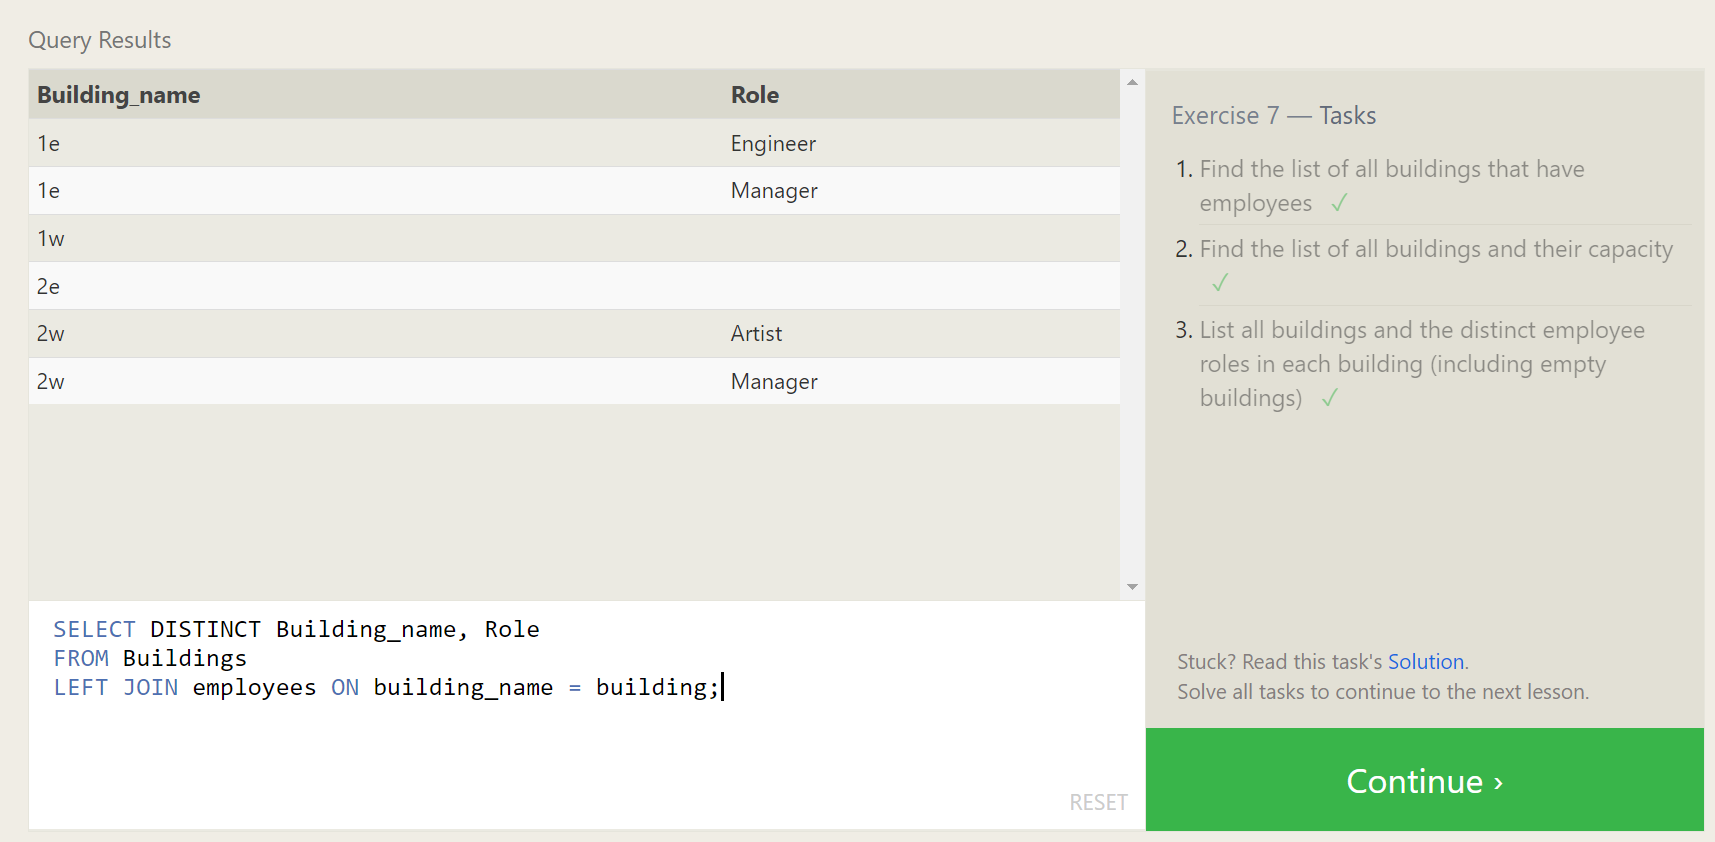 Query Results
Building_name Role
1e Engineer
1e Manager
1w
2e
2w Artist
2w Manager
SELECT DISTINCT Building_name, Role
FROM Buildings
LEFT JOIN employees ON building_name = building;
RESET
Exercise 7 — Tasks
1. Find the list of all buildings that have
employees ✓
2. Find the list of all buildings and their capacity
✓
3. List all buildings and the distinct employee
roles in each building (including empty
buildings) ✓
Stuck? Read this task's Solution.
Solve all tasks to continue to the next lesson.
Continue ›